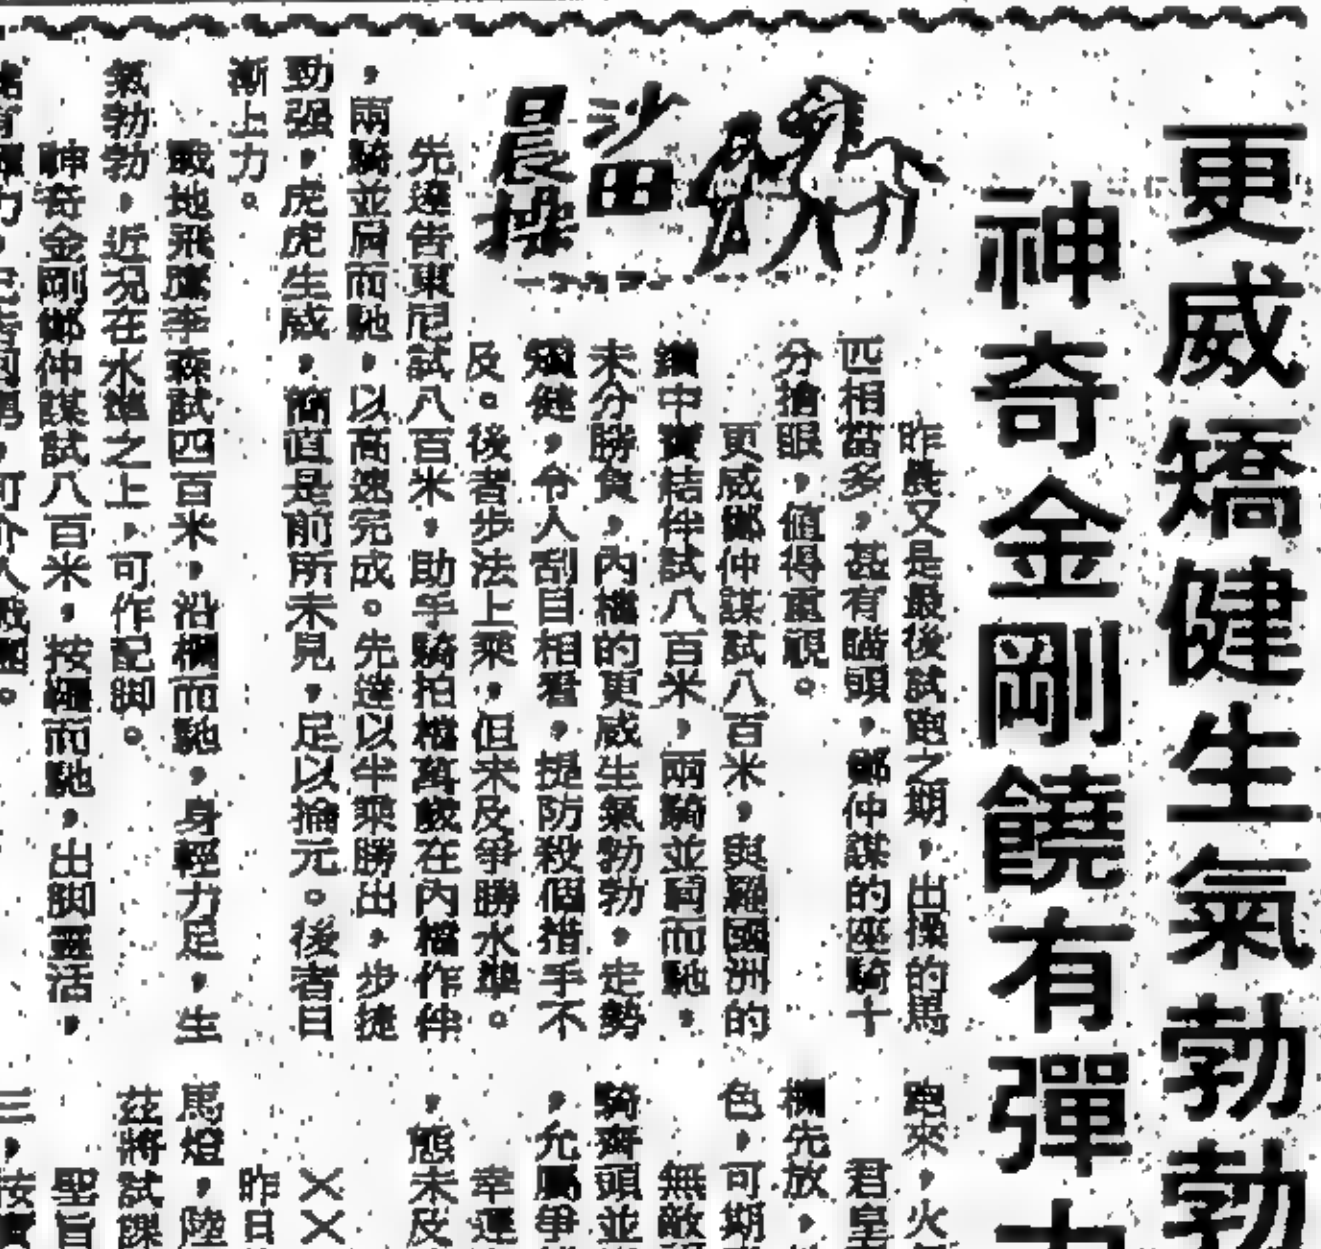 更威矯健生氣勃勃
神奇金剛饒有彈
沙田
晨操
昨晨又是最後試跑之期，出操的馬
匹相當多，甚有瞄頭，鄭仲謀的座騎十
分搶眼，值得重視。
更威鄭仲謀試八百米，與羅國洲的
鑽中寶結伴試八百米，兩騎並駕而馳，
未分勝負，內檔的更威生氣勃勃，走勢
矯健，令人刮目相看，提防殺個措手不
及。後者步法上乘，但未及爭勝水準。
先達告東尼試八百米，助手騎拍檔萬歲在內檔作伴
，兩騎並肩而馳，以高速完成。先達以半乘勝出，步捷
勁强，虎虎生威，簡直是前所未見，足以掄元。後者日
漸上力。
戰地飛鷹李森試四百米，沿欄而馳，身輕力足，生
氣勃勃，近况在水準之上，可作配脚。
神奇金剛鄭仲謀試八百米，按韁而馳，出脚靈活，
跑來，火
君皇
欄先放，
色，可期
無敵
騎齊頭並
，允屬爭
幸運
，態未及
××
昨日
馬燈，陸
茲將試課
聖旨
三，按